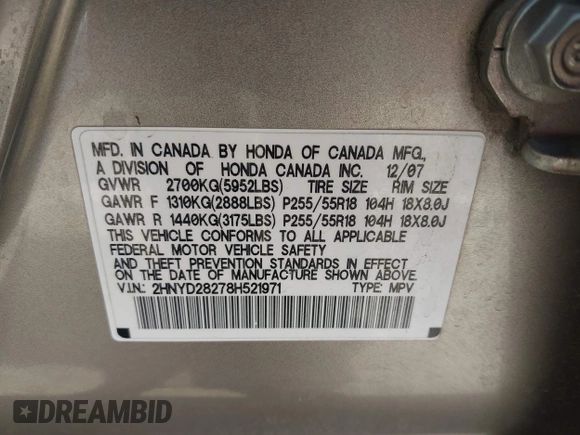 MFD. IN CANADA BY HONDA OF CANADA MFG.,
A DIVISION OF HONDA CANADA INC. 12/07
GVWR 2700KG(5952LBS) TIRE SIZE RIM SIZE
GAWR F 1310KG(2888LBS) P255/55R18 104H 18X8.0J
GAWR R 1440KG(3175LBS) P255/55R18 104H 18X8.0J
THIS VEHICLE CONFORMS TO ALL APPLICABLE
FEDERAL MOTOR VEHICLE SAFETY
AND THEFT PREVENTION STANDARDS IN EFFECT
ON THE DATE OF MANUFACTURE SHOWN ABOVE.
V.I.N.: 2HNYD28278H521971 TYPE: MPV
DREAMBID